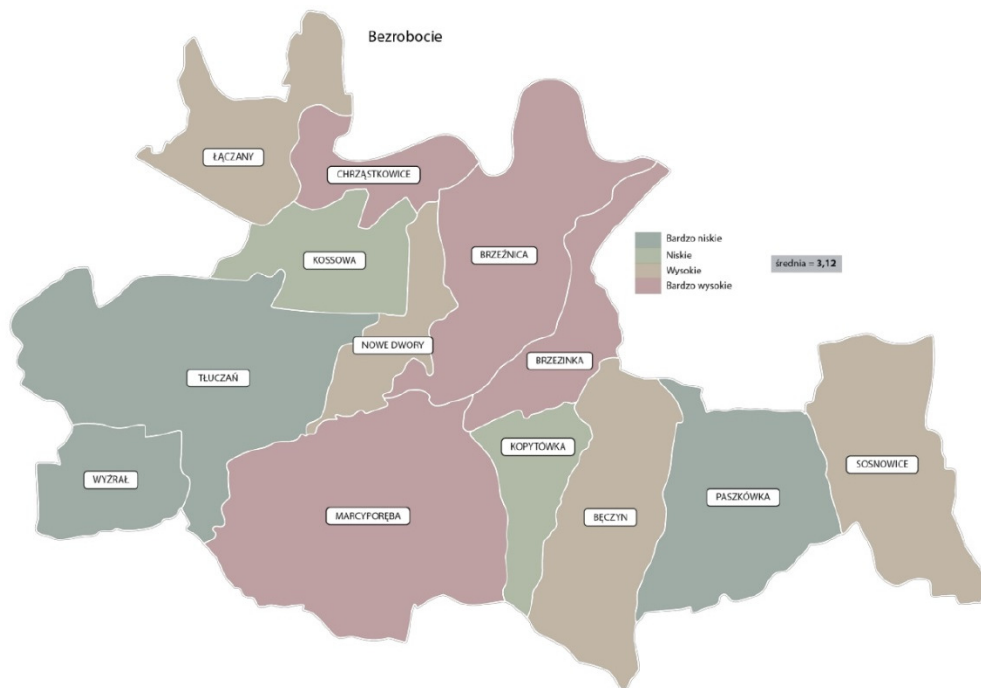 Bezrobocie
ŁĄCZANY
CHRZĄSTKOWICE
KOSSOWA
BRZEŹNICA
Bardzo niskie
Niskie
Wysokie
Bardzo wysokie
średnia = 3,12
NOWE DWORY
BRZEZINKA
TŁUCZAŃ
KOPYTÓWKA
WYŹRAŁ
SOSNOWICE
PASZKÓWKA
MARCYPORĘBA
BĘCZYN